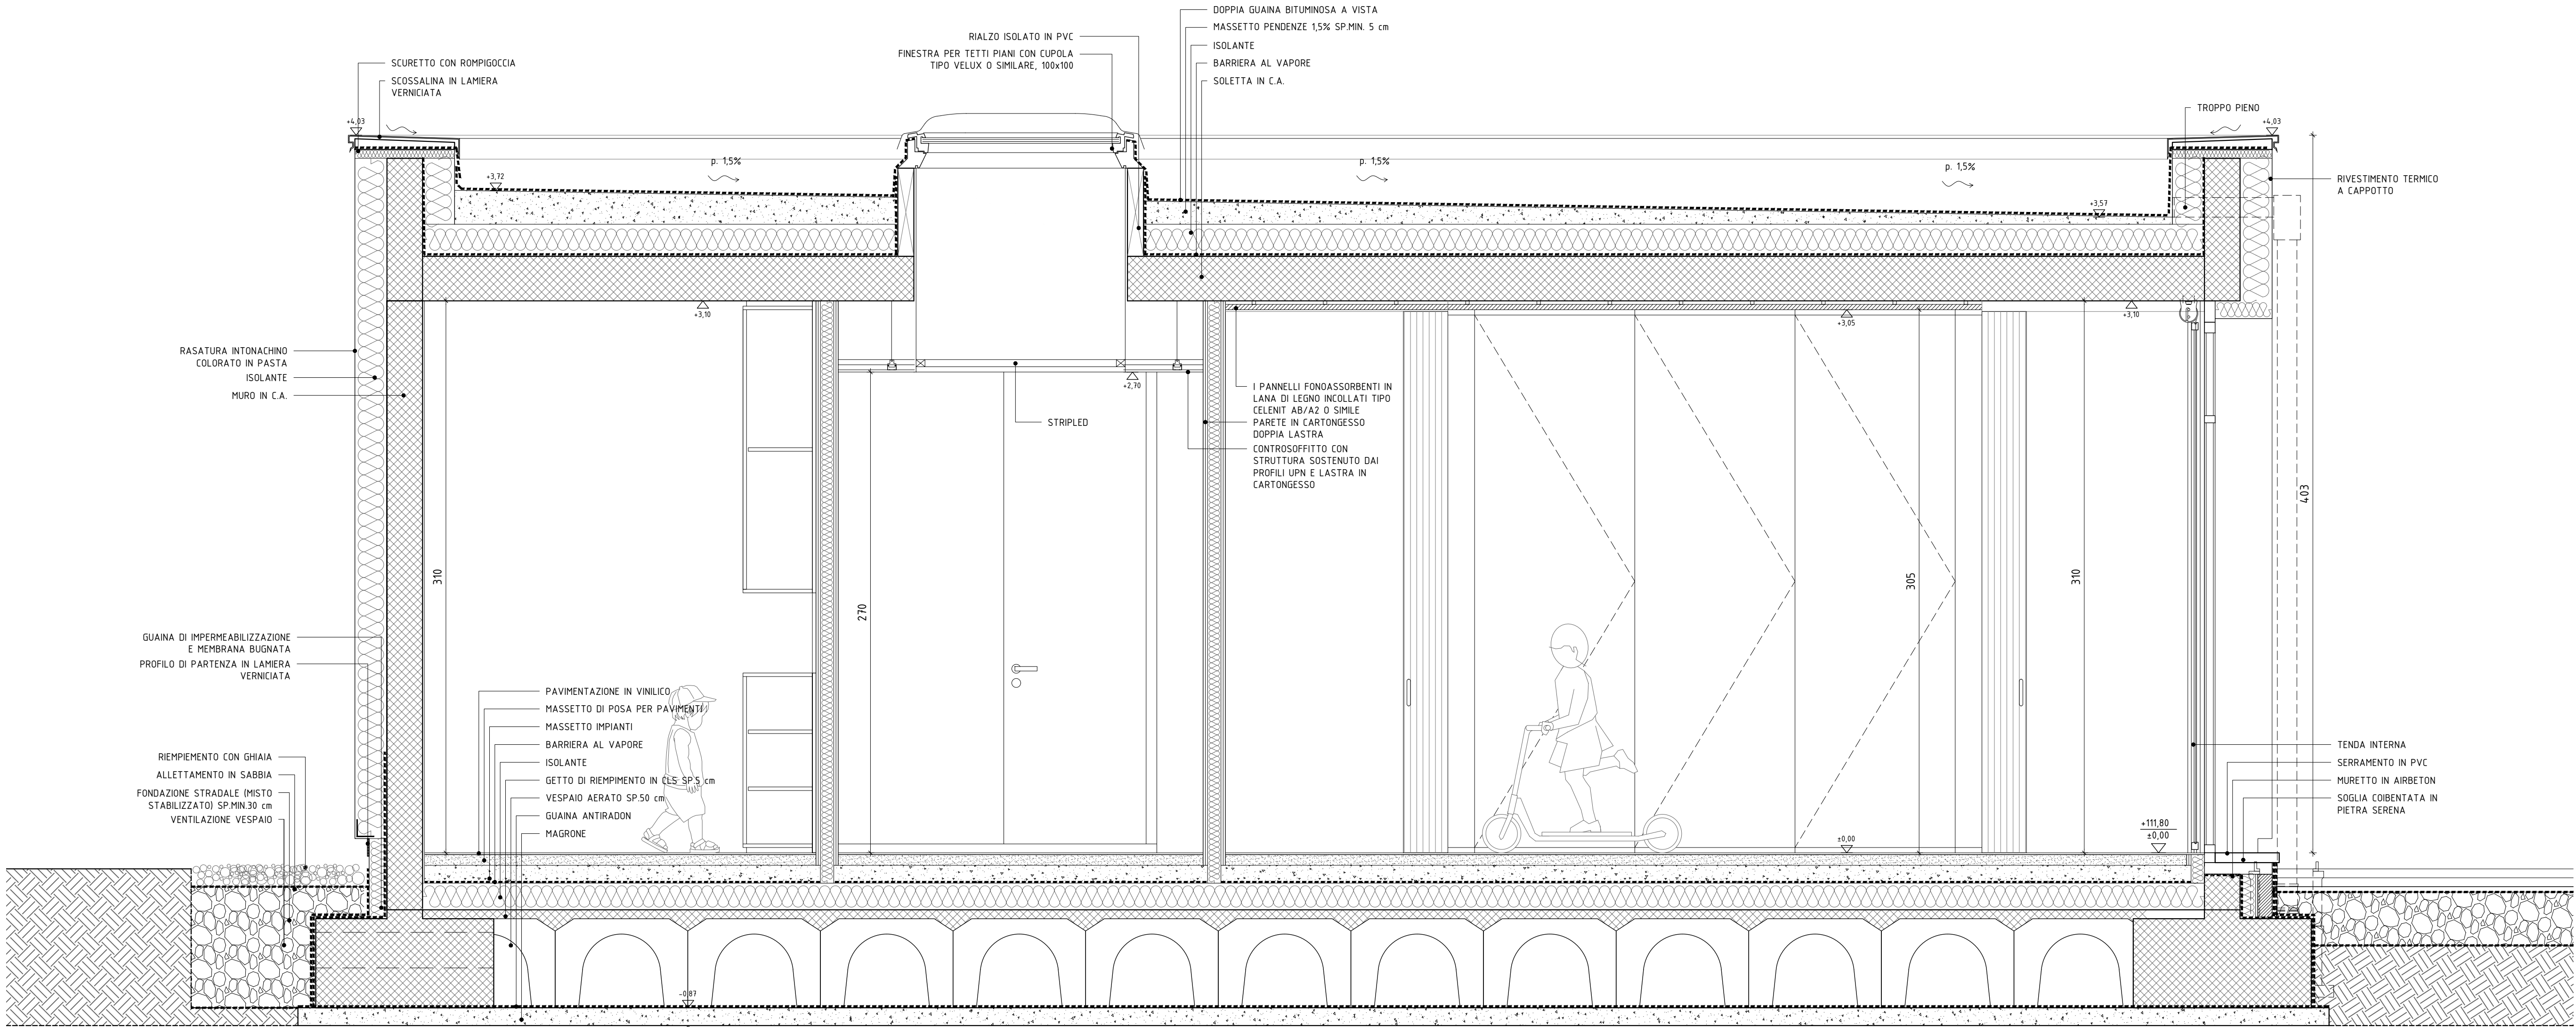 DOPPIA GUAINA BITUMINOSA A VISTA
MASSETTO PENDENZE 1,5% SP.MIN. 5 cm
ISOLANTE
BARRIERA AL VAPORE
SOLETTA IN C.A.
RIALZO ISOLATO IN PVC
FINESTRA PER TETTI PIANI CON CUPOLA
TIPO VELUX O SIMILARE, 100x100
SCURETTO CON ROMPIGOCCIA
SCOSSALINA IN LAMIERA
VERNICIATA
TROPPO PIENO
+4,03
+4,03
p. 1,5%
p. 1,5%
p. 1,5%
+3,72
+3,57
RIVESTIMENTO TERMICO
A CAPPOTTO
+3,10
+3,05
+3,10
RASATURA INTONACHINO
COLORATO IN PASTA
ISOLANTE
MURO IN C.A.
+2,70
STRIPLED
I PANNELLI FONOASSORBENTI IN
LANA DI LEGNO INCOLLATI TIPO
CELENIT AB/A2 O SIMILE
PARETE IN CARTONGESSO
DOPPIA LASTRA
CONTROSOFFITTO CON
STRUTTURA SOSTENUTO DAI
PROFILI UPN E LASTRA IN
CARTONGESSO
403
310
270
305
310
GUAINA DI IMPERMEABILIZZAZIONE
E MEMBRANA BUGNATA
PROFILO DI PARTENZA IN LAMIERA
VERNICIATA
PAVIMENTAZIONE IN VINILICO
MASSETTO DI POSA PER PAVIMENTI
MASSETTO IMPIANTI
BARRIERA AL VAPORE
ISOLANTE
GETTO DI RIEMPIMENTO IN CLS SP.5 cm
VESPAIO AERATO SP.50 cm
GUAINA ANTIRADON
MAGRONE
RIEMPIEMENTO CON GHIAIA
ALLETTAMENTO IN SABBIA
FONDAZIONE STRADALE (MISTO
STABILIZZATO) SP.MIN.30 cm
VENTILAZIONE VESPAIO
TENDA INTERNA
SERRAMENTO IN PVC
MURETTO IN AIRBETON
SOGLIA COIBENTATA IN
PIETRA SERENA
±0,00
+111,80
±0,00
-0,87